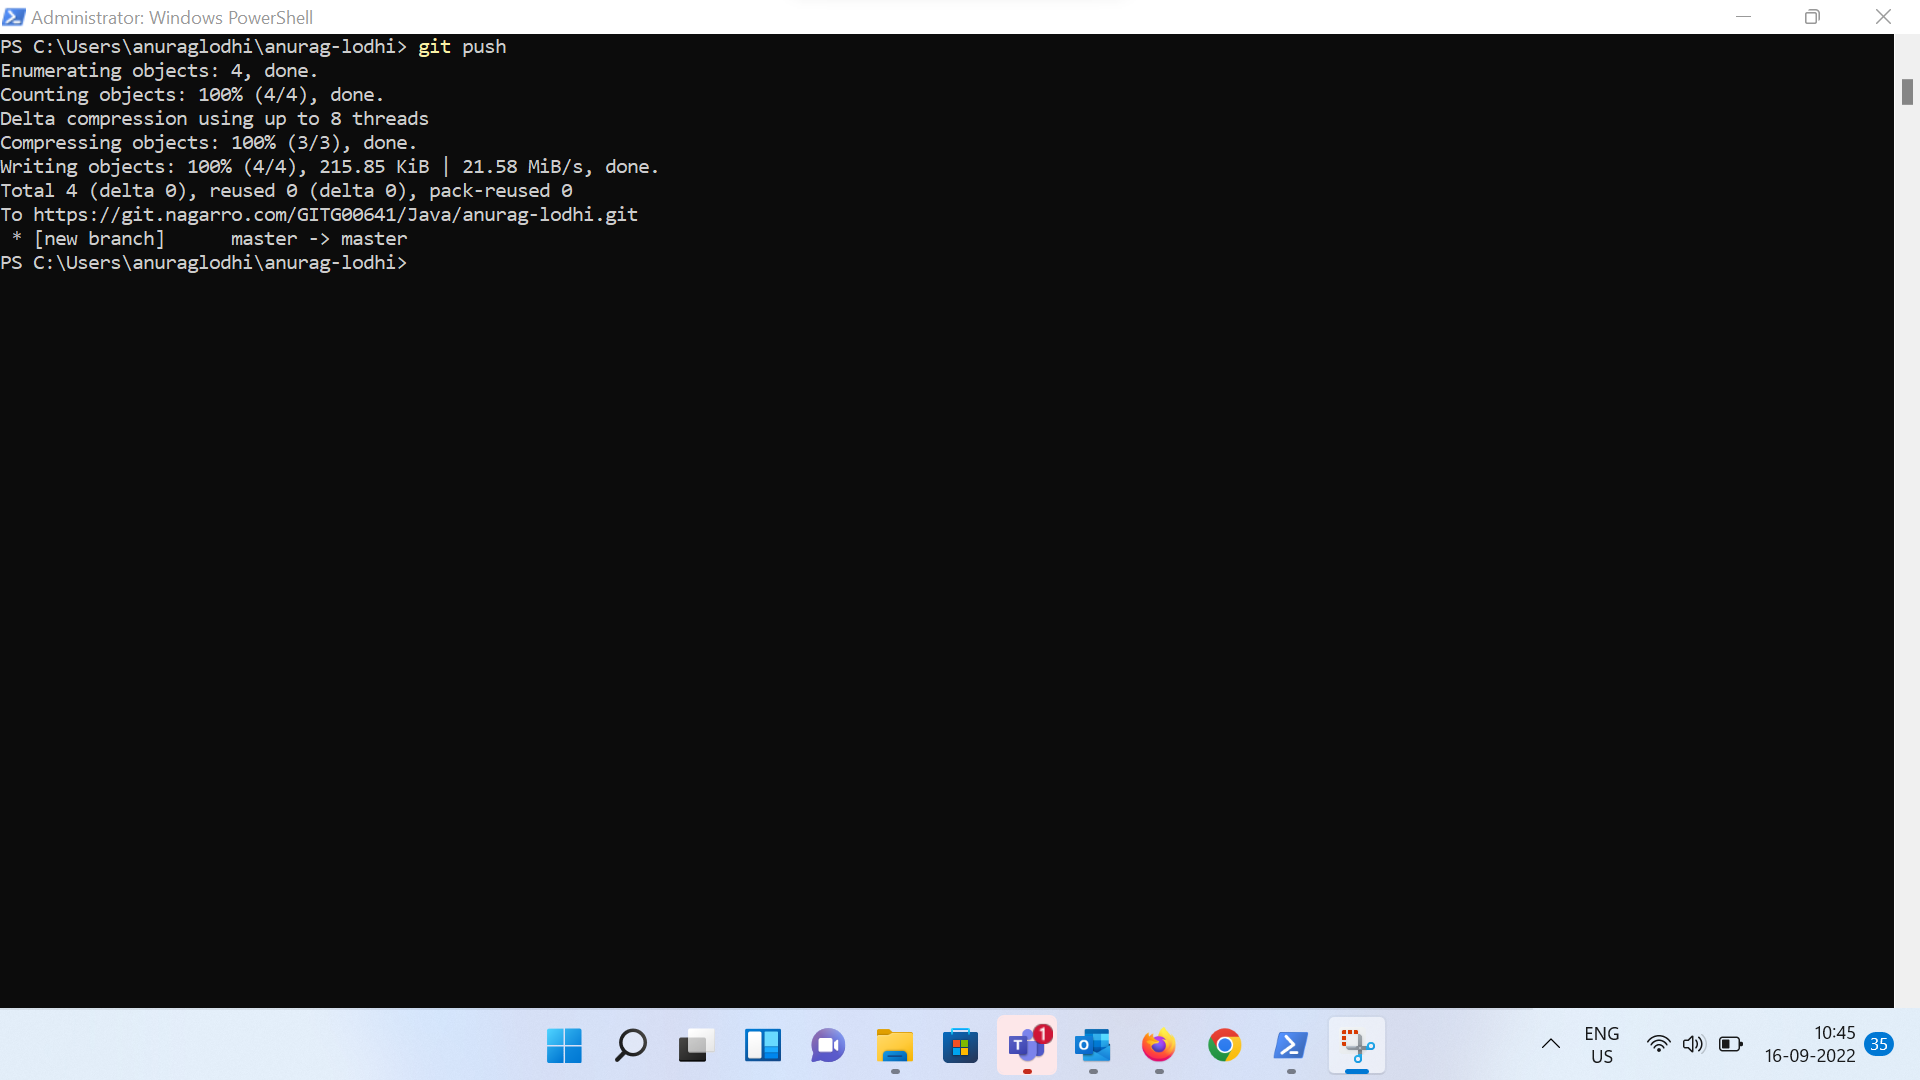 Administrator: Windows PowerShell
PS C:\Users\anuraglodhi\anurag-lodhi> git push
Enumerating objects: 4, done.
Counting objects: 100% (4/4), done.
Delta compression using up to 8 threads
Compressing objects: 100% (3/3), done.
Writing objects: 100% (4/4), 215.85 KiB | 21.58 MiB/s, done.
Total 4 (delta 0), reused 0 (delta 0), pack-reused 0
To https://git.nagarro.com/GITG00641/Java/anurag-lodhi.git
 * [new branch]      master -> master
PS C:\Users\anuraglodhi\anurag-lodhi>
T 1
O
ENG
US
10:45
16-09-2022
35